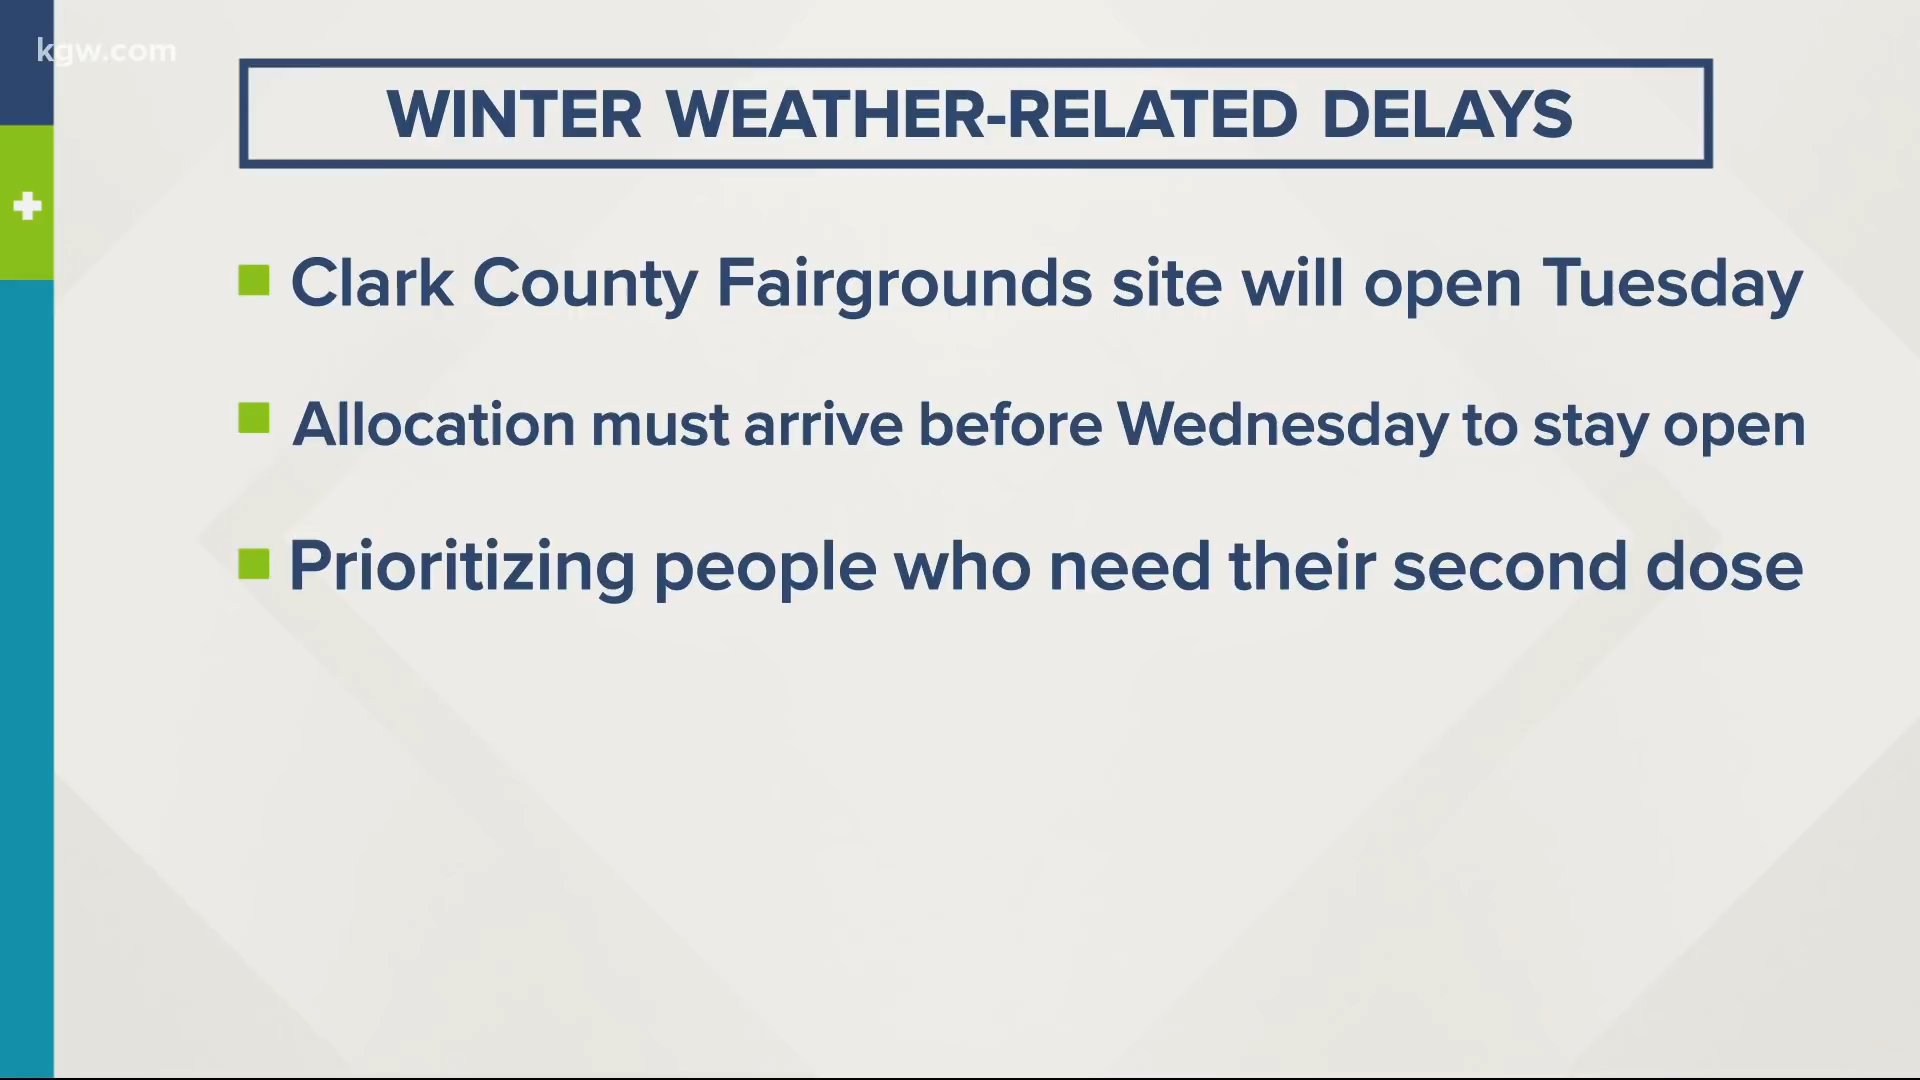 kgw.com
WINTER WEATHER-RELATED DELAYS
Clark County Fairgrounds site will open Tuesday
Allocation must arrive before Wednesday to stay open
Prioritizing people who need their second dose